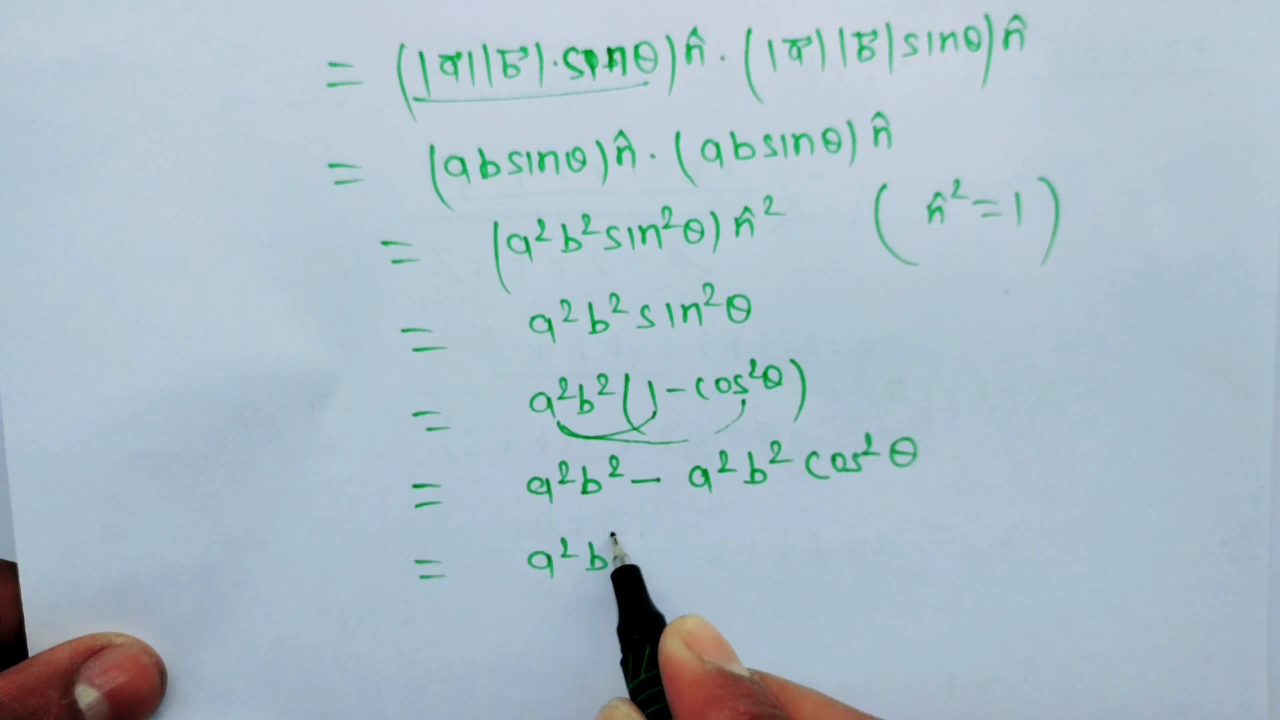 = (|a⃗||b⃗|·sinθ)n̂·(|a⃗||b⃗|sinθ)n̂
= (absinθ)n̂·(absinθ)n̂
= (a²b²sin²θ)n̂² (n̂²=1)
= a²b²sin²θ
= a²b²(1-cos²θ)
= a²b² - a²b²cos²θ
= a²b